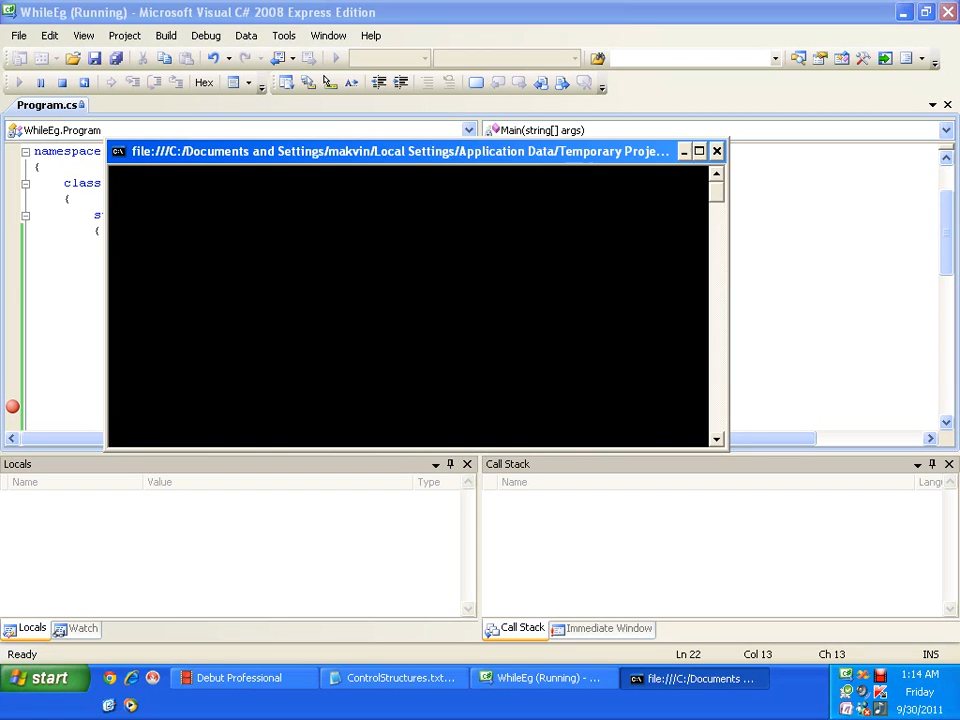 WhileEg (Running) - Microsoft Visual C# 2008 Express Edition
File Edit View Project Build Debug Data Tools Window Help
Hex
Program.cs
WhileEg.Program
Main(string[] args)
namespace
{
class
{
s
{
file:///C:/Documents and Settings/makvin/Local Settings/Application Data/Temporary Proje...
Locals
Call Stack
Name Value Type
Name Lang
Locals Watch
Call Stack Immediate Window
Ready Ln 22 Col 13 Ch 13 INS
start
Debut Professional
ControlStructures.txt...
WhileEg (Running) - ...
file:///C:/Documents ...
1:14 AM
Friday
9/30/2011